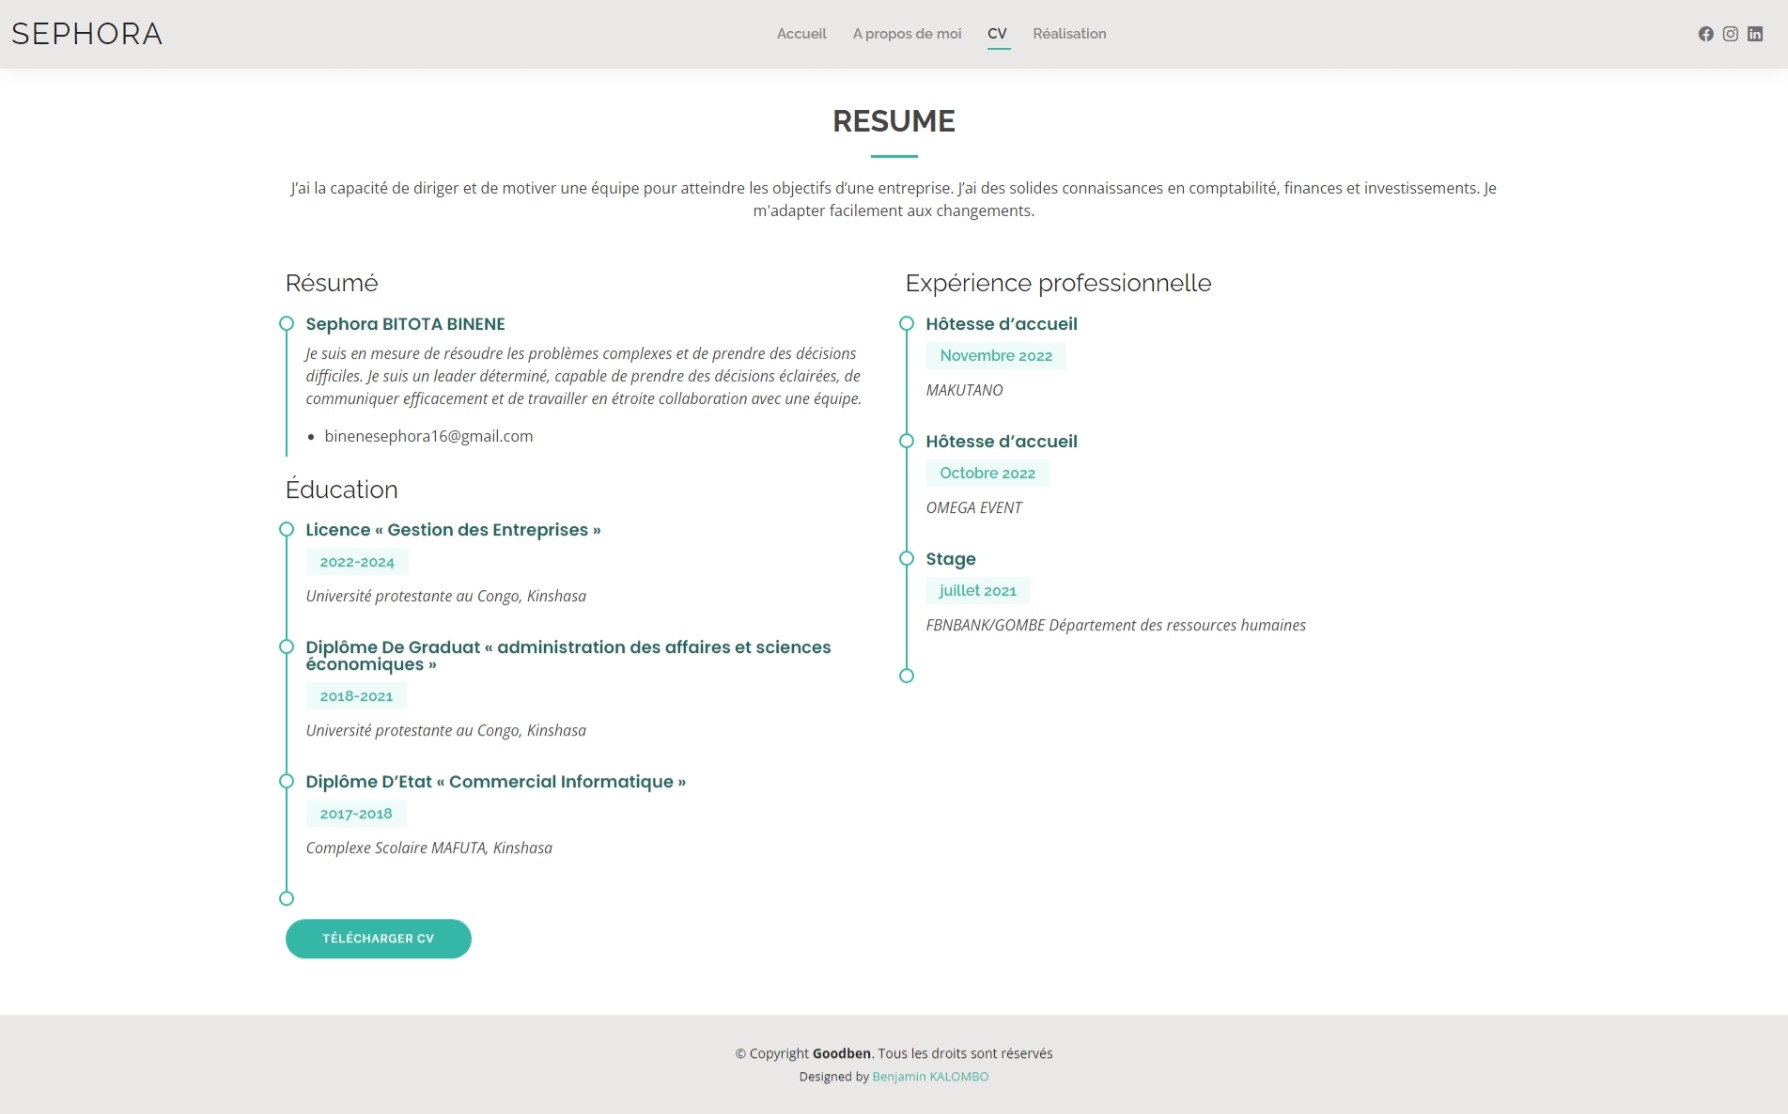 SEPHORA
Accueil
A propos de moi
CV
Réalisation
RESUME
J’ai la capacité de diriger et de motiver une équipe pour atteindre les objectifs d’une entreprise. J’ai des solides connaissances en comptabilité, finances et investissements. Je
m'adapter facilement aux changements.
Résumé
Sephora BITOTA BINENE
Je suis en mesure de résoudre les problèmes complexes et de prendre des décisions
difficiles. Je suis un leader déterminé, capable de prendre des décisions éclairées, de
communiquer efficacement et de travailler en étroite collaboration avec une équipe.
binenesephora16@gmail.com
Éducation
Licence « Gestion des Entreprises »
2022-2024
Université protestante au Congo, Kinshasa
Diplôme De Graduat « administration des affaires et sciences
économiques »
2018-2021
Université protestante au Congo, Kinshasa
Diplôme D’Etat « Commercial Informatique »
2017-2018
Complexe Scolaire MAFUTA, Kinshasa
TÉLÉCHARGER CV
Expérience professionnelle
Hôtesse d’accueil
Novembre 2022
MAKUTANO
Hôtesse d’accueil
Octobre 2022
OMEGA EVENT
Stage
juillet 2021
FBNBANK/GOMBE Département des ressources humaines
© Copyright Goodben. Tous les droits sont réservés
Designed by Benjamin KALOMBO